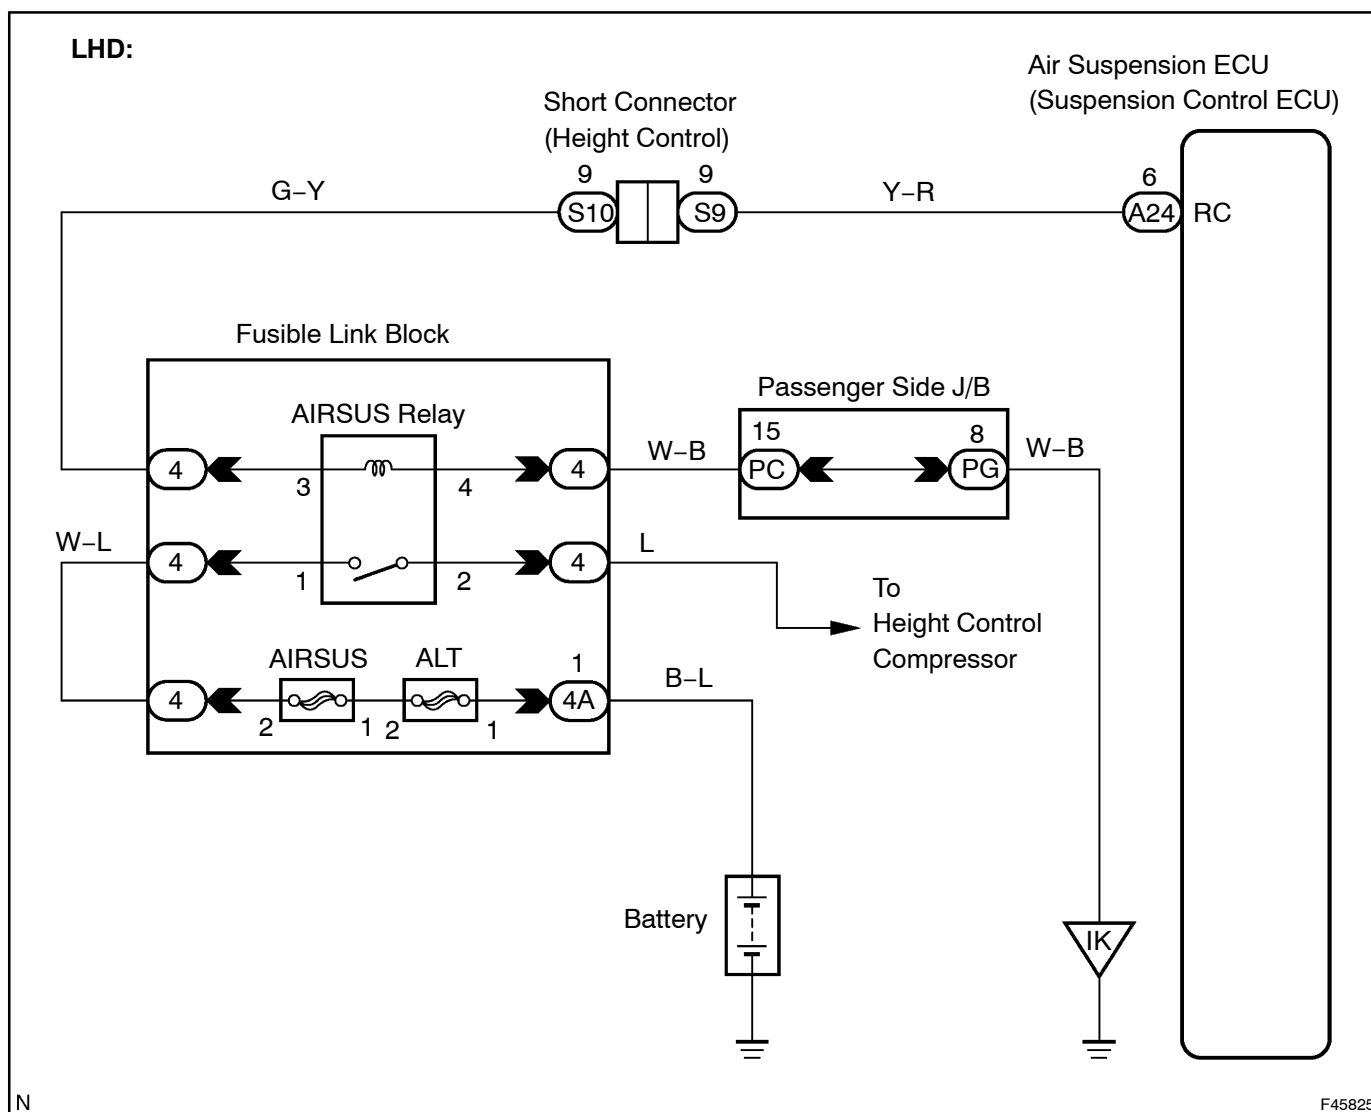 LHD:
Air Suspension ECU
(Suspension Control ECU)
Short Connector
(Height Control)
9
9
6
G–Y
S10
S9
Y–R
A24
RC
Fusible Link Block
AIRSUS Relay
Passenger Side J/B
15
8
4
3
4
4
W–B
PC
PG
W–B
W–L
4
1
2
4
L
To
Height Control
Compressor
AIRSUS
ALT
1
4
2
1
2
1
4A
B–L
Battery
IK
N
F45825